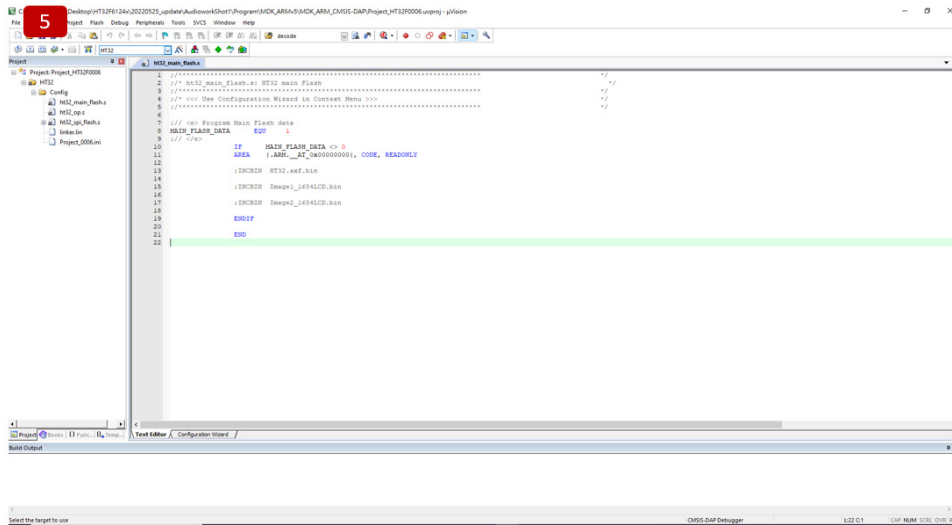 5
Desktop\HT32F6124x\20220525_update\AudioworkShot1\Program\MDK_ARMv5\MDK_ARM_CMSIS-DAP\Project_HT32F0006.uvproj - µVision
File
Project Flash Debug Peripherals Tools SVCS Window Help
decode
HT32
Project
ht32_main_flash.s
Project: Project_HT32F0006
HT32
Config
ht32_main_flash.s
ht32_op.s
ht32_spi_flash.s
linker.lin
Project_0006.ini
1 ;/****************************************************************************** */
2 ;/* ht32_main_flash.s: HT32 main Flash */
3 ;/****************************************************************************** */
4 ;/* <<< Use Configuration Wizard in Context Menu >>> */
5 ;/****************************************************************************** */
6
7 ;// <e> Program Main Flash data
8 MAIN_FLASH_DATA EQU 1
9 ;// </e>
10 IF MAIN_FLASH_DATA <> 0
11 AREA |.ARM.__AT_0x00000000|, CODE, READONLY
12
13 ;INCBIN HT32.axf.bin
14
15 ;INCBIN Image1_1654LCD.bin
16
17 ;INCBIN Image2_1654LCD.bin
18
19 ENDIF
20
21 END
22
Project Books {} Func... Temp...
Text Editor Configuration Wizard
Build Output
Select the target to use
CMSIS-DAP Debugger
L:22 C:1
CAP NUM SCRL OVR